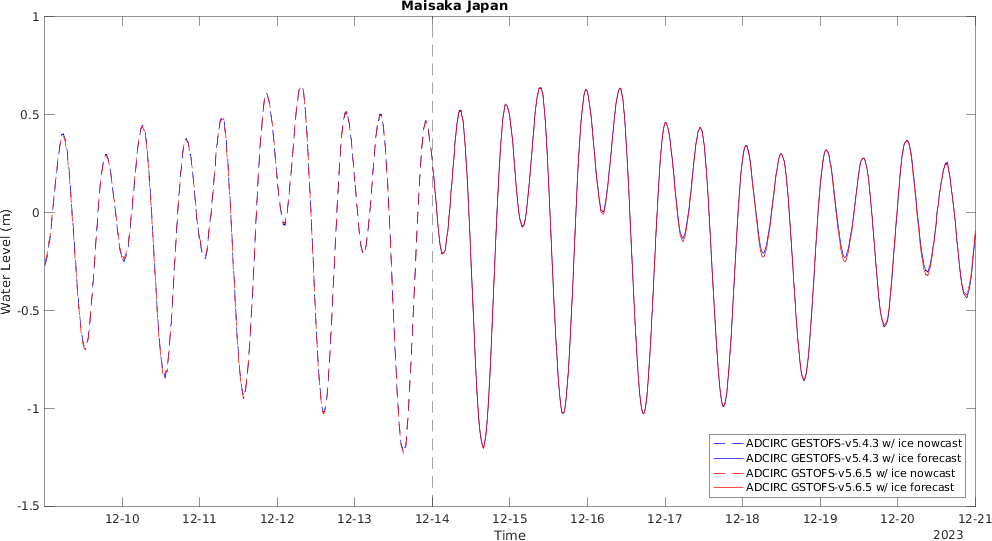 Maisaka Japan
1
0.5
0
-0.5
-1
-1.5
Water Level (m)
12-10
12-11
12-12
12-13
12-14
12-15
12-16
12-17
12-18
12-19
12-20
12-21
2023
Time
ADCIRC GESTOFS-v5.4.3 w/ ice nowcast
ADCIRC GESTOFS-v5.4.3 w/ ice forecast
ADCIRC GSTOFS-v5.6.5 w/ ice nowcast
ADCIRC GSTOFS-v5.6.5 w/ ice forecast